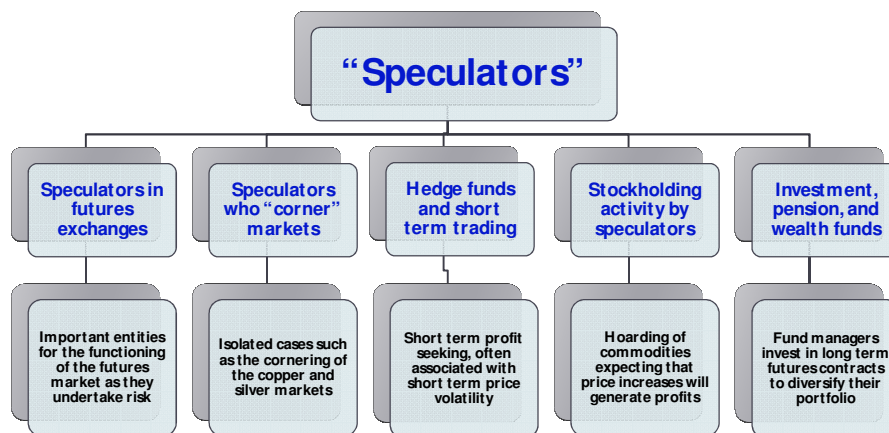 “Speculators”
Speculators in
futures
exchanges
Speculators
who “corner”
markets
Hedge funds
and short
term trading
Stockholding
activity by
speculators
Investment,
pension, and
wealth funds
Important entities
for the functioning
of the futures
market as they
undertake risk
Isolated cases such
as the cornering of
the copper and
silver markets
Short term profit
seeking, often
associated with
short term price
volatility
Hoarding of
commodities
expecting that
price increases will
generate profits
Fund managers
invest in long term
futures contracts
to diversify their
portfolio